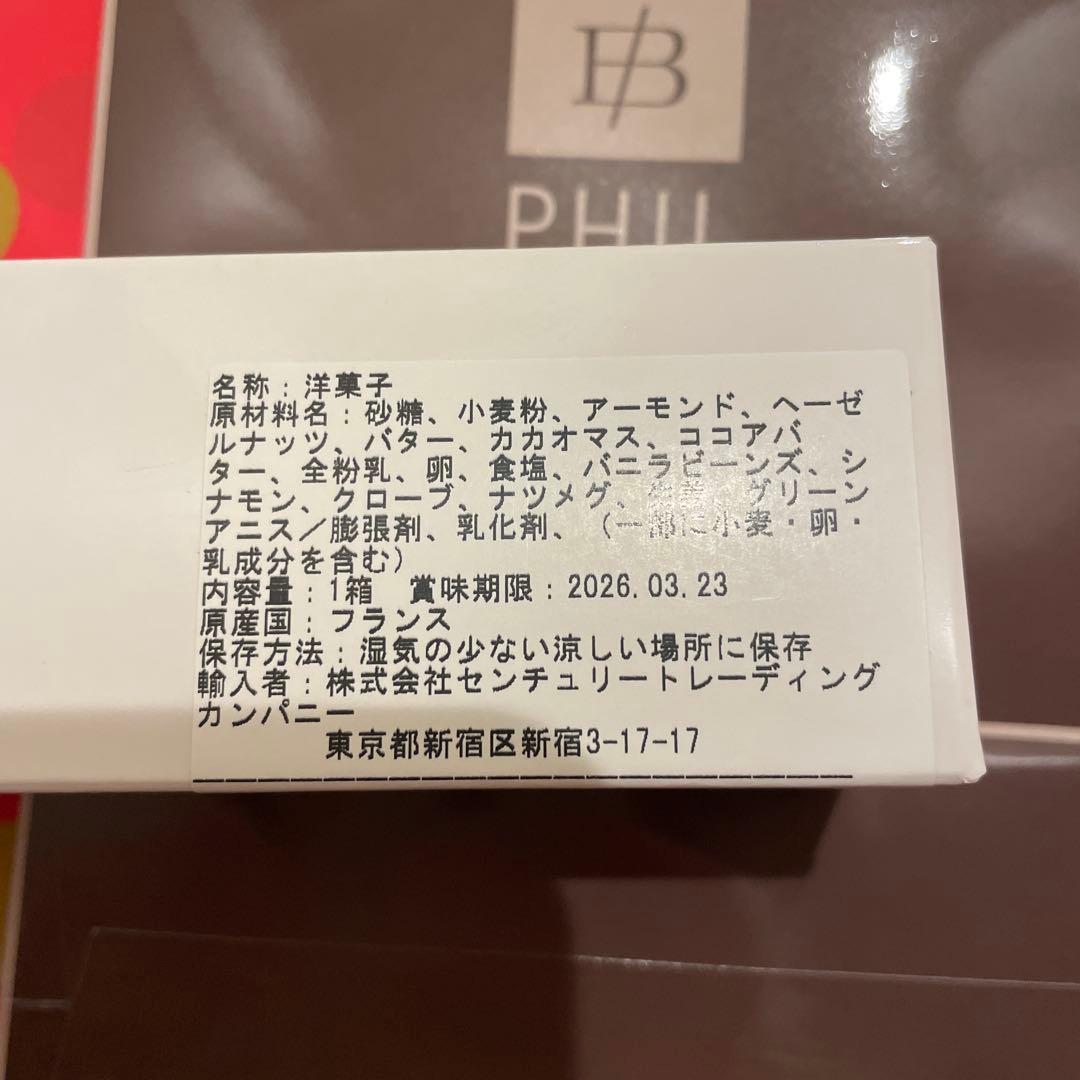 PHIL
名称:洋菓子
原材料名:砂糖、小麦粉、アーモンド、ヘーゼ
ルナッツ、バター、カカオマス、ココアバ
ター、全粉乳、卵、食塩、バニラビーンズ、シ
ナモン、クローブ、ナツメグ、 グリーン
アニス/膨張剤、乳化剤、(一部に小麦・卵・
乳成分を含む)
内容量:1箱 賞味期限:2026.03.23
原産国:フランス
保存方法:湿気の少ない涼しい場所に保存
輸入者:株式会社センチュリートレーディング
カンパニー
東京都新宿区新宿3-17-17